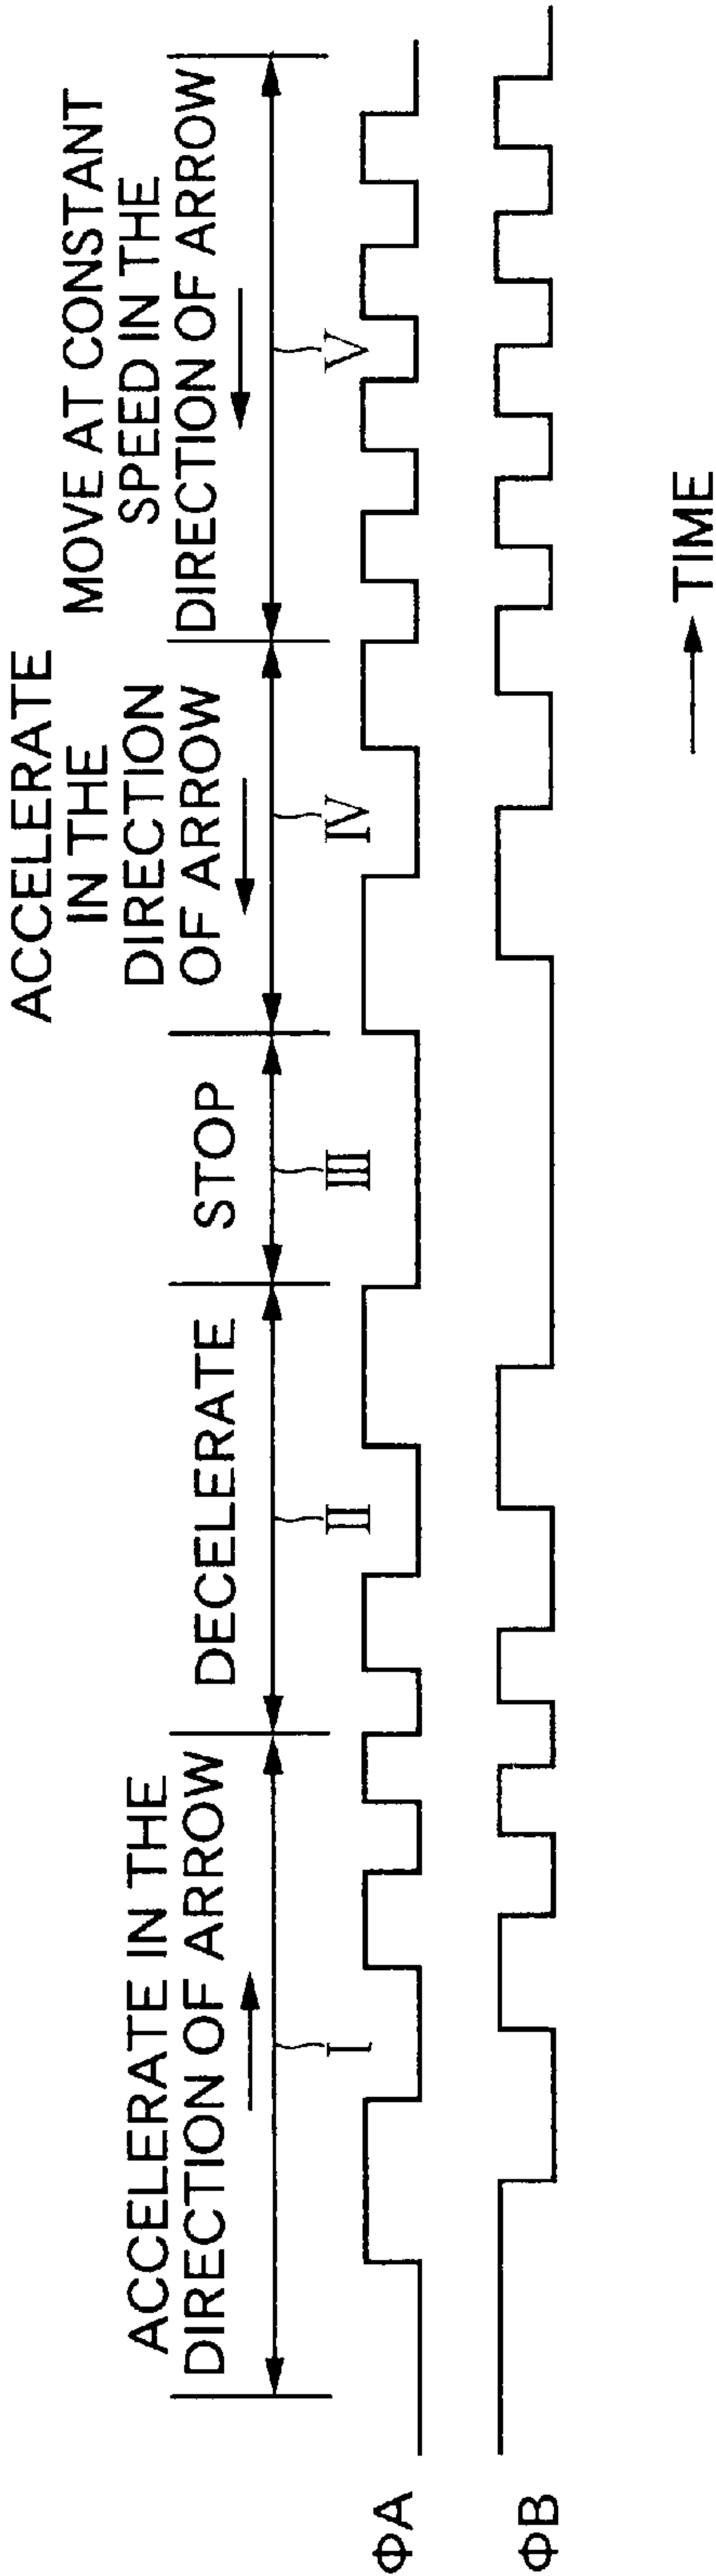 ACCELERATE IN THE
DIRECTION OF ARROW
I
DECELERATE
II
STOP
III
ACCELERATE
IN THE
DIRECTION
OF ARROW
IV
MOVE AT CONSTANT
SPEED IN THE
DIRECTION OF ARROW
V
ΦA
ΦB
TIME